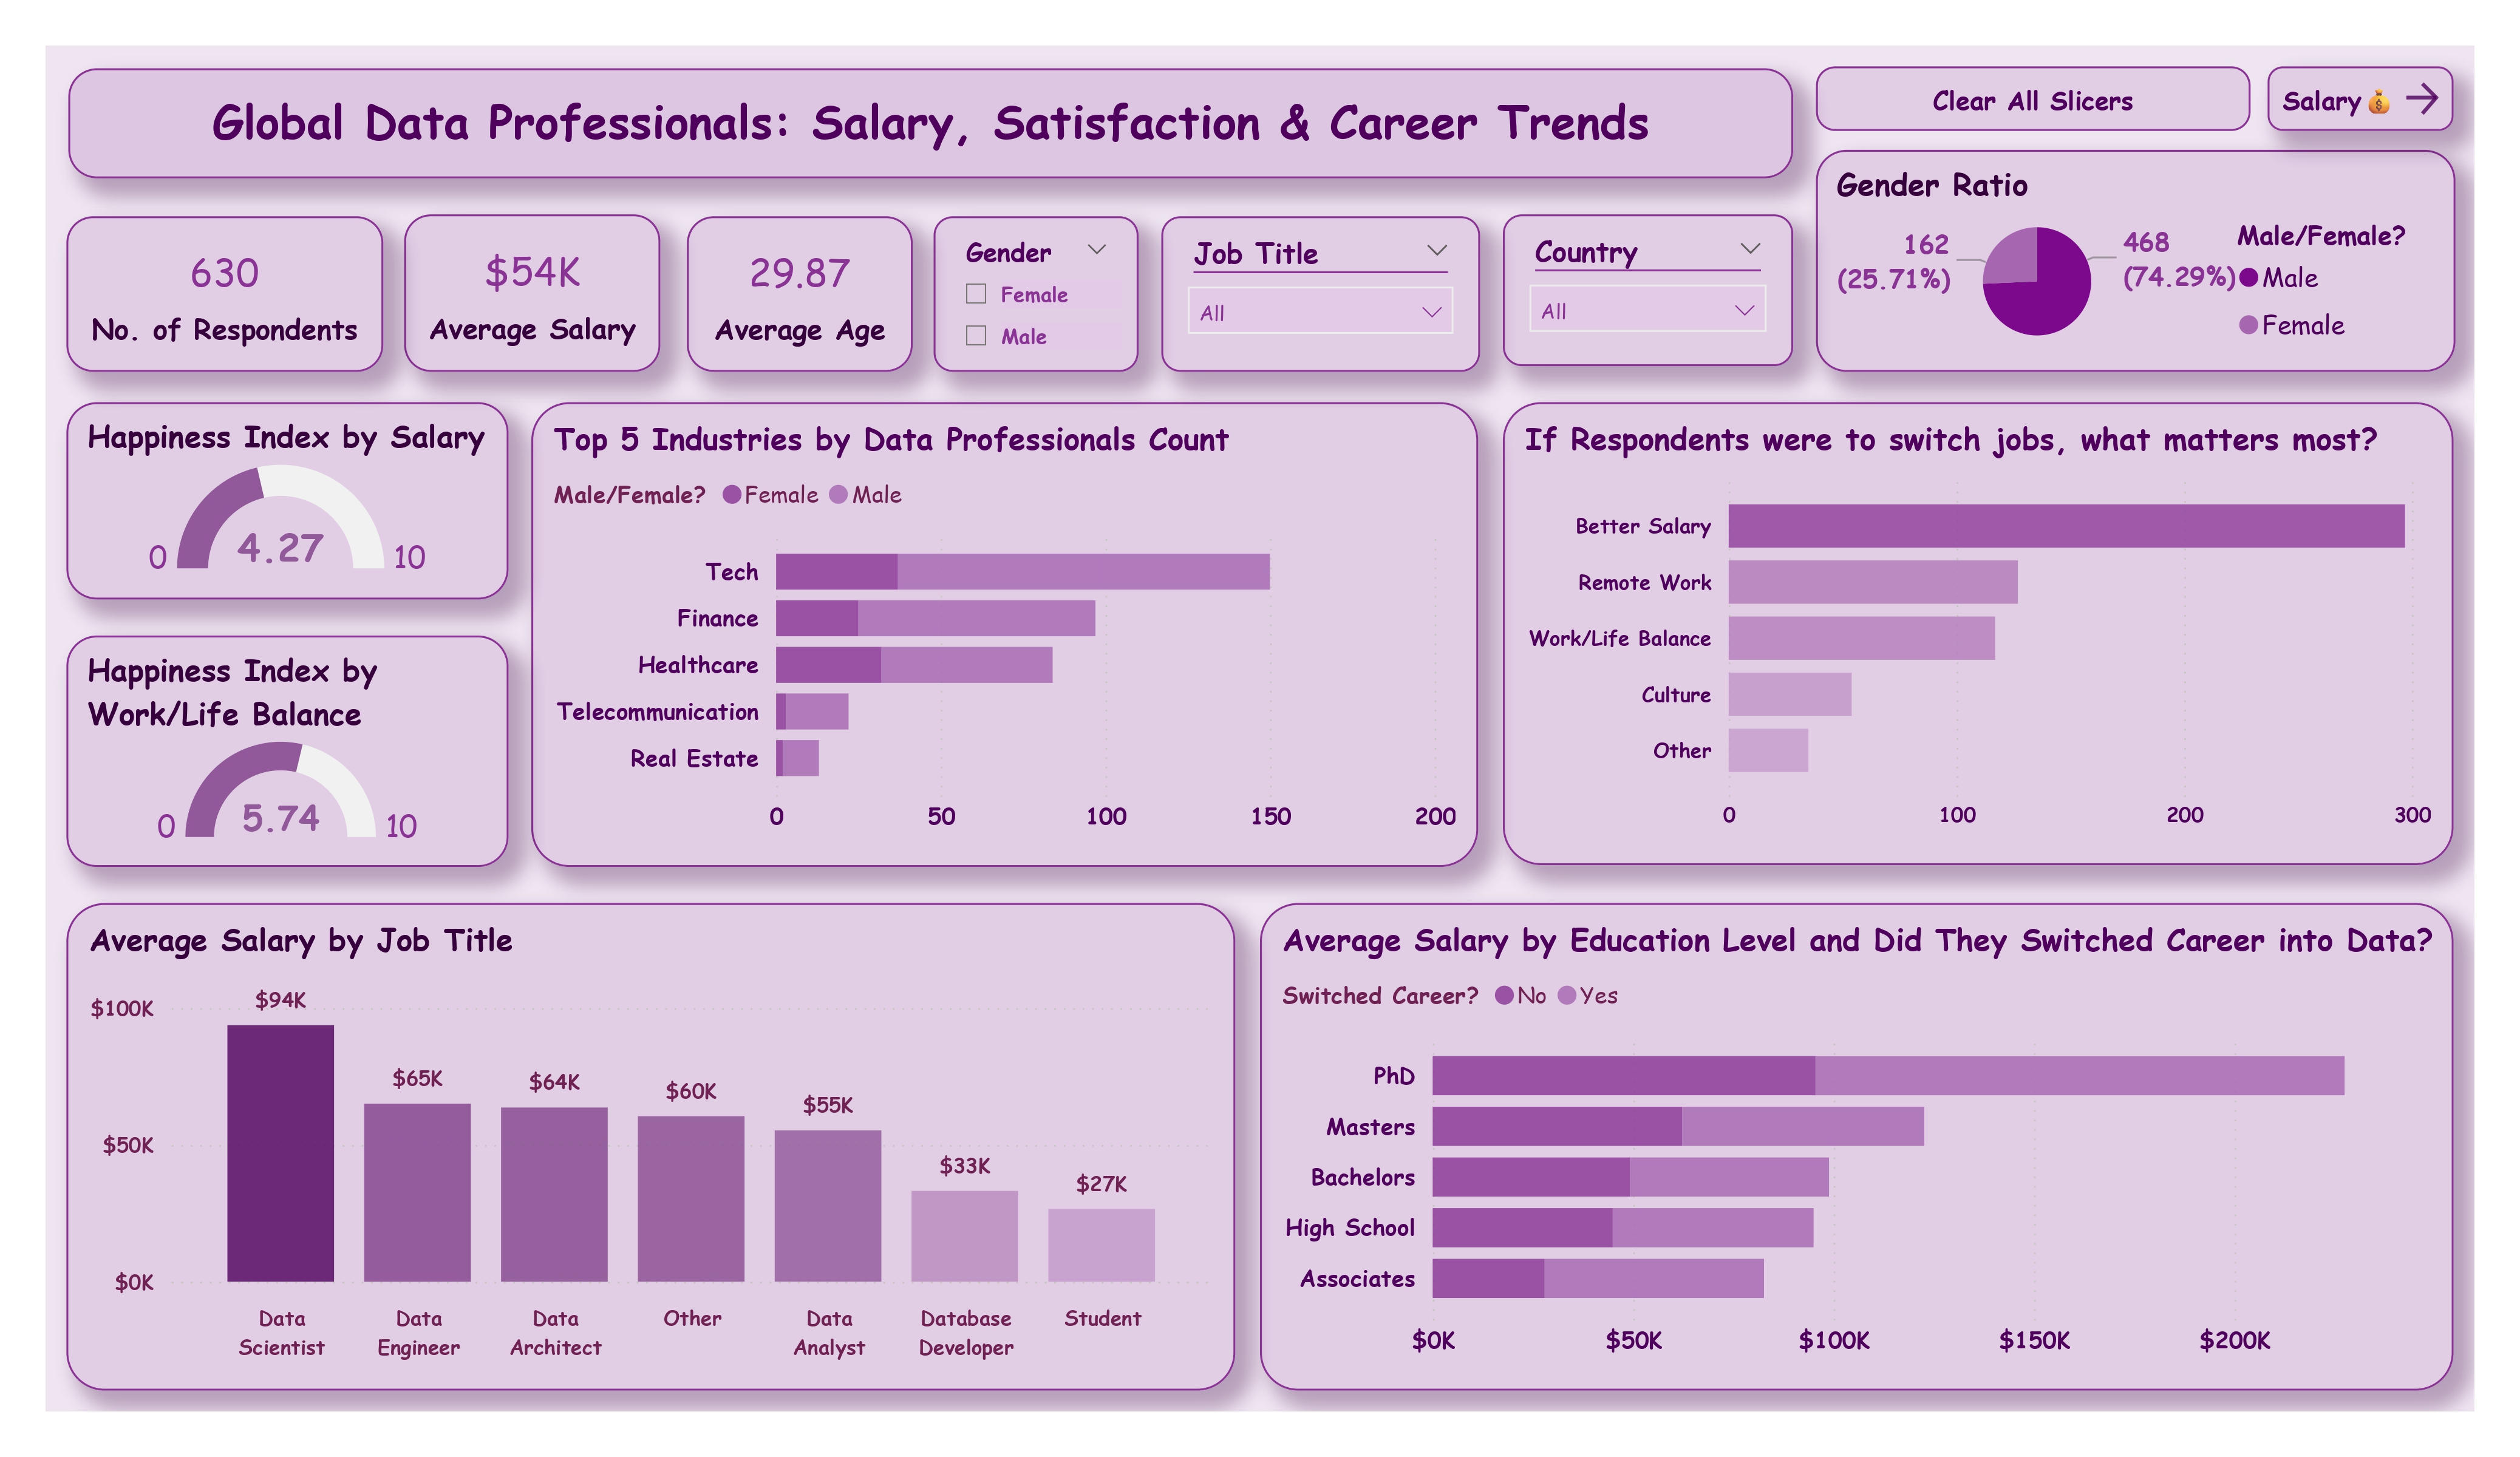 Global Data Professionals: Salary, Satisfaction & Career Trends
Clear All Slicers
Salary💰
630
No. of Respondents
$54K
Average Salary
29.87
Average Age
Gender
Female
Male
Job Title
All
Country
All
Gender Ratio
162
(25.71%)
468
(74.29%)
Male/Female?
Male
Female
Happiness Index by Salary
4.27
0
10
Happiness Index by
Work/Life Balance
5.74
0
10
Top 5 Industries by Data Professionals Count
Male/Female? Female Male
Tech
Finance
Healthcare
Telecommunication
Real Estate
0 50 100 150 200
If Respondents were to switch jobs, what matters most?
Better Salary
Remote Work
Work/Life Balance
Culture
Other
0 100 200 300
Average Salary by Job Title
$100K
$50K
$0K
$94K
$65K
$64K
$60K
$55K
$33K
$27K
Data
Scientist
Data
Engineer
Data
Architect
Other
Data
Analyst
Database
Developer
Student
Average Salary by Education Level and Did They Switched Career into Data?
Switched Career? No Yes
PhD
Masters
Bachelors
High School
Associates
$0K $50K $100K $150K $200K